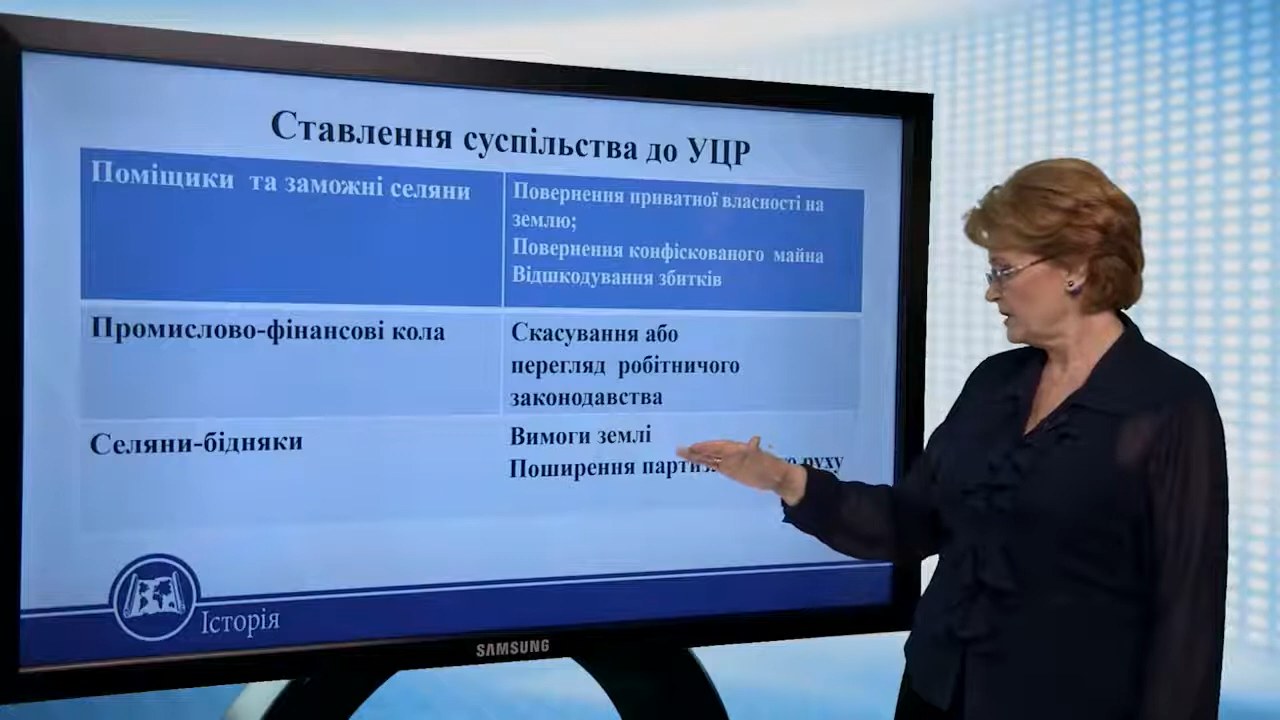 Ставлення суспільства до УЦР
Поміщики та заможні селяни
Повернення приватної власності на
землю;
Повернення конфіскованого майна
Відшкодування збитків
Промислово-фінансові кола
Скасування або
перегляд робітничого
законодавства
Селяни-бідняки
Вимоги землі
Поширення руху
Історія
SAMSUNG